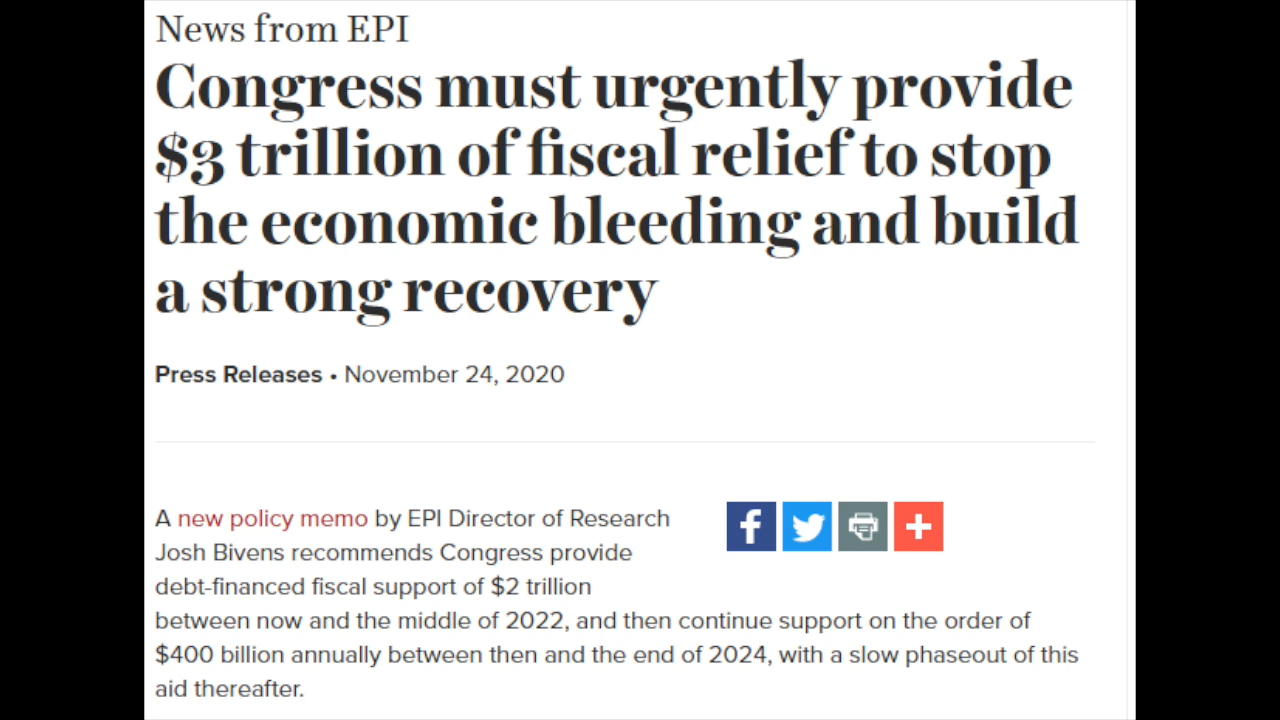 News from EPI
Congress must urgently provide
$3 trillion of fiscal relief to stop
the economic bleeding and build
a strong recovery
Press Releases • November 24, 2020
A new policy memo by EPI Director of Research
Josh Bivens recommends Congress provide
debt-financed fiscal support of $2 trillion
between now and the middle of 2022, and then continue support on the order of
$400 billion annually between then and the end of 2024, with a slow phaseout of this
aid thereafter.